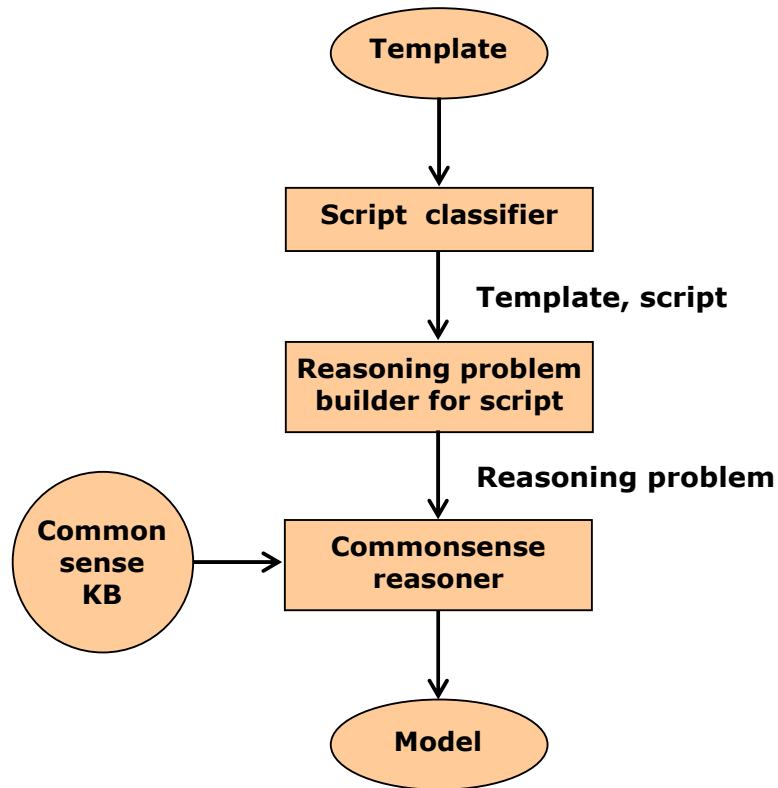 Template
Script classifier
Template, script
Reasoning problem
builder for script
Reasoning problem
Common
sense
KB
Commonsense
reasoner
Model